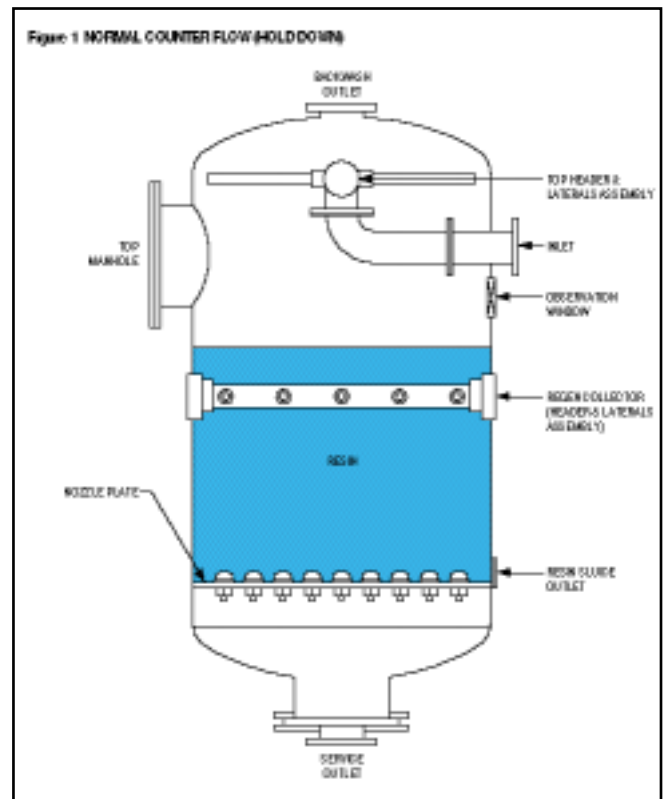 Figure 1 NORMAL COUNTER FLOW (HOLD DOWN)
BACKWASH
OUTLET
TOP HEADER &
LATERALS ASSEMBLY
TOP
MANHOLE
INLET
OBSERVATION
WINDOW
REGEN COLLECTOR
(HEADER & LATERALS
ASSEMBLY)
RESIN
NOZZLE PLATE
RESIN SLUICE
OUTLET
SERVICE
OUTLET